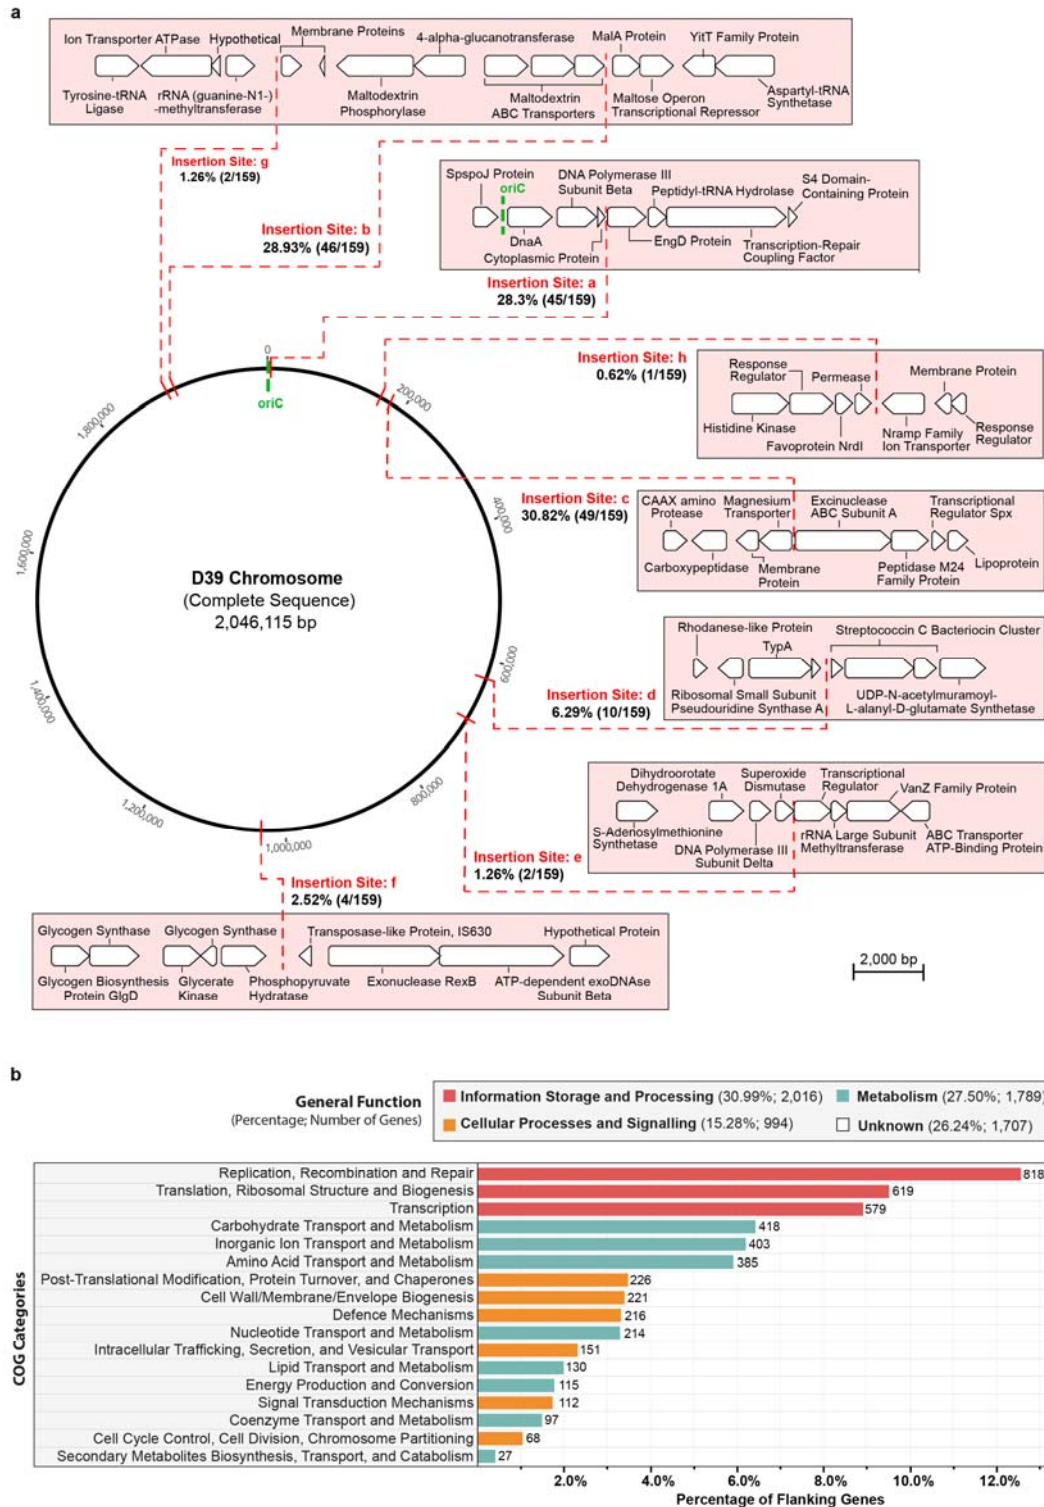 a
Ion Transporter ATPase
Hypothetical
Membrane Proteins
4-alpha-glucanotransferase
MalA Protein
YitT Family Protein
Tyrosine-tRNA
Ligase
rRNA (guanine-N1-)
-methyltransferase
Maltodextrin
Phosphorylase
Maltodextrin
ABC Transporters
Maltose Operon
Transcriptional Repressor
Aspartyl-tRNA
Synthetase
Insertion Site: g
1.26% (2/159)
Insertion Site: b
28.93% (46/159)
SpspoJ Protein
oriC
DNA Polymerase III
Subunit Beta
Peptidyl-tRNA Hydrolase
S4 Domain-
Containing Protein
DnaA
Cytoplasmic Protein
EngD Protein
Transcription-Repair
Coupling Factor
Insertion Site: a
28.3% (45/159)
Insertion Site: h
0.62% (1/159)
Response
Regulator
Permease
Membrane Protein
Histidine Kinase
Favoprotein NrdI
Nramp Family
Ion Transporter
Response
Regulator
Insertion Site: c
30.82% (49/159)
CAAX amino
Protease
Magnesium
Transporter
Excinuclease
ABC Subunit A
Transcriptional
Regulator Spx
Carboxypeptidase
Membrane
Protein
Peptidase M24
Family Protein
Lipoprotein
0
oriC
200,000
400,000
600,000
800,000
1,000,000
1,200,000
1,400,000
1,600,000
1,800,000
D39 Chromosome
(Complete Sequence)
2,046,115 bp
Insertion Site: d
6.29% (10/159)
Rhodanese-like Protein
TypA
Streptococcin C Bacteriocin Cluster
Ribosomal Small Subunit
Pseudouridine Synthase A
UDP-N-acetylmuramoyl-
L-alanyl-D-glutamate Synthetase
Insertion Site: e
1.26% (2/159)
Dihydroorotate
Dehydrogenase 1A
Superoxide
Dismutase
Transcriptional
Regulator
VanZ Family Protein
S-Adenosylmethionine
Synthetase
DNA Polymerase III
Subunit Delta
rRNA Large Subunit
Methyltransferase
ABC Transporter
ATP-Binding Protein
Insertion Site: f
2.52% (4/159)
Glycogen Synthase
Glycogen Synthase
Transposase-like Protein, IS630
Hypothetical Protein
Glycogen Biosynthesis
Protein GlgD
Glycerate
Kinase
Phosphopyruvate
Hydratase
Exonuclease RexB
ATP-dependent exoDNAse
Subunit Beta
2,000 bp
b
General Function
(Percentage; Number of Genes)
Information Storage and Processing (30.99%; 2,016)
Metabolism (27.50%; 1,789)
Cellular Processes and Signalling (15.28%; 994)
Unknown (26.24%; 1,707)
COG Categories
Replication, Recombination and Repair 818
Translation, Ribosomal Structure and Biogenesis 619
Transcription 579
Carbohydrate Transport and Metabolism 418
Inorganic Ion Transport and Metabolism 403
Amino Acid Transport and Metabolism 385
Post-Translational Modification, Protein Turnover, and Chaperones 226
Cell Wall/Membrane/Envelope Biogenesis 221
Defence Mechanisms 216
Nucleotide Transport and Metabolism 214
Intracellular Trafficking, Secretion, and Vesicular Transport 151
Lipid Transport and Metabolism 130
Energy Production and Conversion 115
Signal Transduction Mechanisms 112
Coenzyme Transport and Metabolism 97
Cell Cycle Control, Cell Division, Chromosome Partitioning 68
Secondary Metabolites Biosynthesis, Transport, and Catabolism 27
2.0% 4.0% 6.0% 8.0% 10.0% 12.0%
Percentage of Flanking Genes